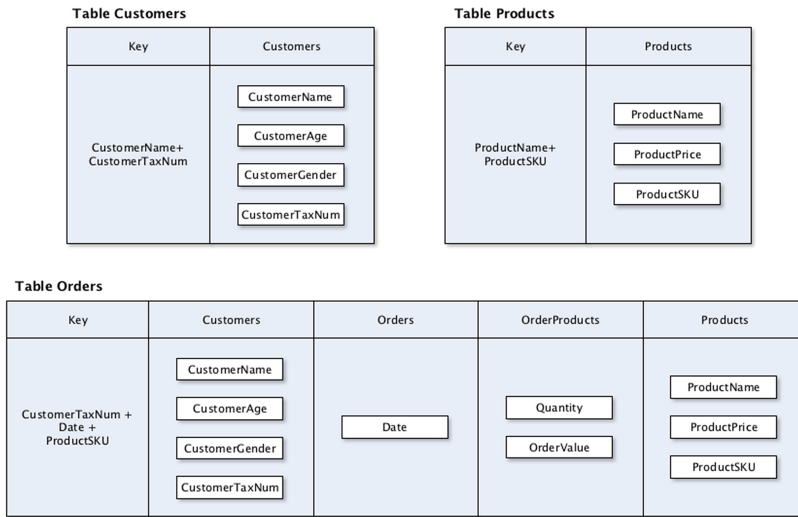 Table Customers
Key
Customers
CustomerName+
CustomerTaxNum
CustomerName
CustomerAge
CustomerGender
CustomerTaxNum
Table Products
Key
Products
ProductName+
ProductSKU
ProductName
ProductPrice
ProductSKU
Table Orders
Key
Customers
Orders
OrderProducts
Products
CustomerTaxNum +
Date +
ProductSKU
CustomerName
CustomerAge
CustomerGender
CustomerTaxNum
Date
Quantity
OrderValue
ProductName
ProductPrice
ProductSKU